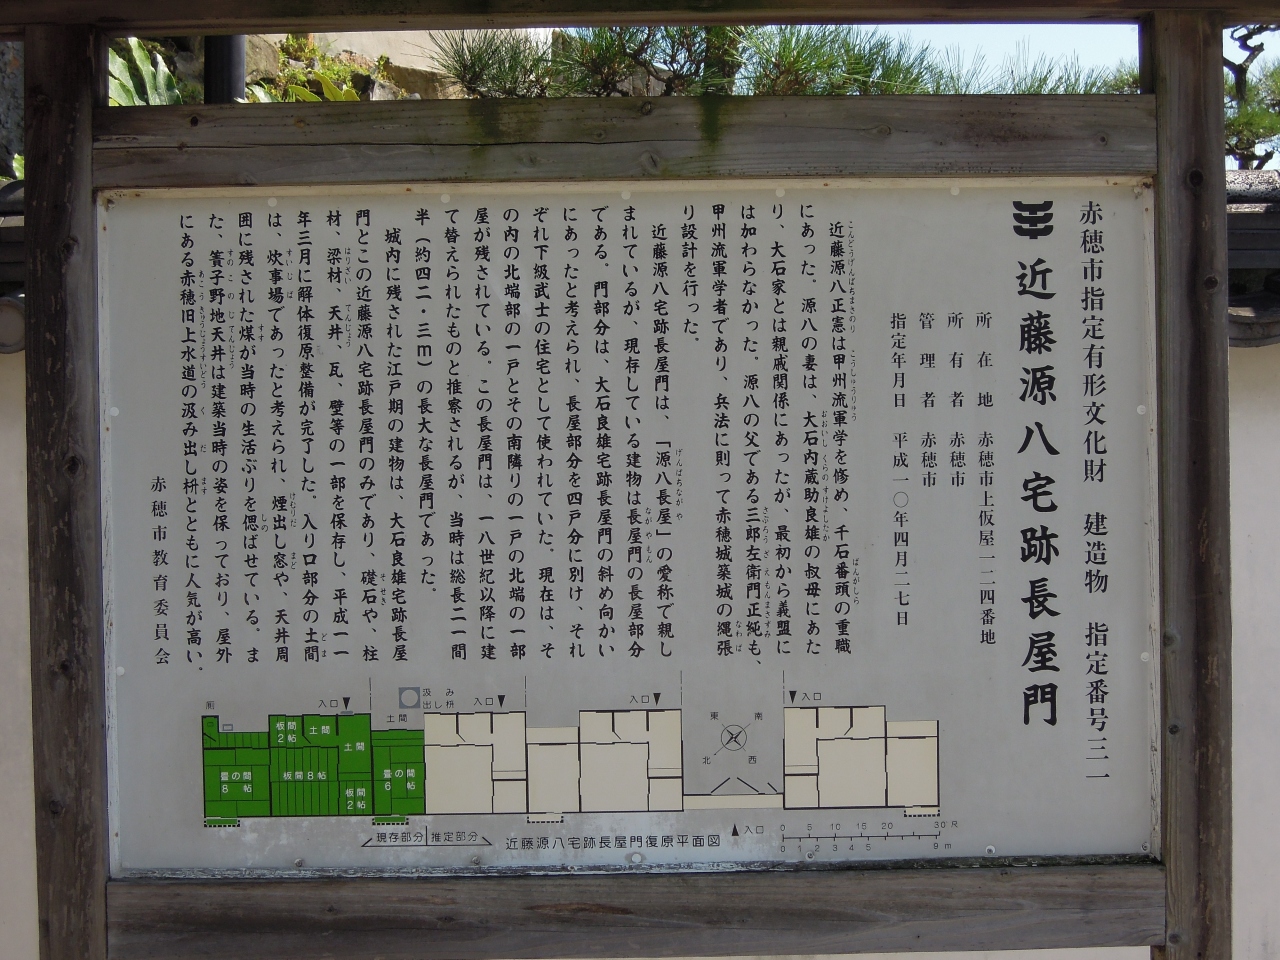 赤穂市指定有形文化財 建造物 指定番号三一
近藤源八宅跡長屋門
所在地 赤穂市上仮屋一二四番地
所有者 赤穂市
管理者 赤穂市
指定年月日 平成一〇年四月二七日
近藤源八正憲は甲州流軍学を修め、千石番頭の重職
にあった。源八の妻は、大石内蔵助良雄の叔母にあた
り、大石家とは親戚関係にあったが、最初から義盟に
は加わらなかった。源八の父である三郎左衛門正純も、
甲州流軍学者であり、兵法に則って赤穂城築城の縄張
り設計を行った。
近藤源八宅跡長屋門は、「源八長屋」の愛称で親し
まれているが、現存している建物は長屋門の長屋部分
である。門部分は、大石良雄宅跡長屋門の斜め向かい
にあったと考えられ、長屋部分を四戸分に別け、それ
ぞれ下級武士の住宅として使われていた。現在は、そ
の内の北端部の一戸とその南隣りの一戸の北端の一部
屋が残されている。この長屋門は、一八世紀以降に建
て替えられたものと推察されるが、当時は総長二一間
半(約四二・三m)の長大な長屋門であった。
城内に残された江戸期の建物は、大石良雄宅跡長屋
門とこの近藤源八宅跡長屋門のみであり、礎石や、柱
材、梁材、天井、瓦、壁等の一部を保存し、平成一一
年三月に解体復原整備が完了した。入り口部分の土間
は、炊事場であったと考えられ、煙出し窓や、天井周
囲に残された煤が当時の生活ぶりを偲ばせている。ま
た、簀子野地天井は建築当時の姿を保っており、屋外
にある赤穂旧上水道の汲み出し枡とともに人気が高い。
赤穂市教育委員会
厠
入口
汲み
出し枡
入口
入口
入口
土間
板間
2帖
土間
土間
畳の間
8帖
板間8帖
板間
2帖
畳の間
6帖
東 南
北 西
現存部分 推定部分
近藤源八宅跡長屋門復原平面図
入口
0 5 10 15 20 30 R
0 1 2 3 4 5 9 m